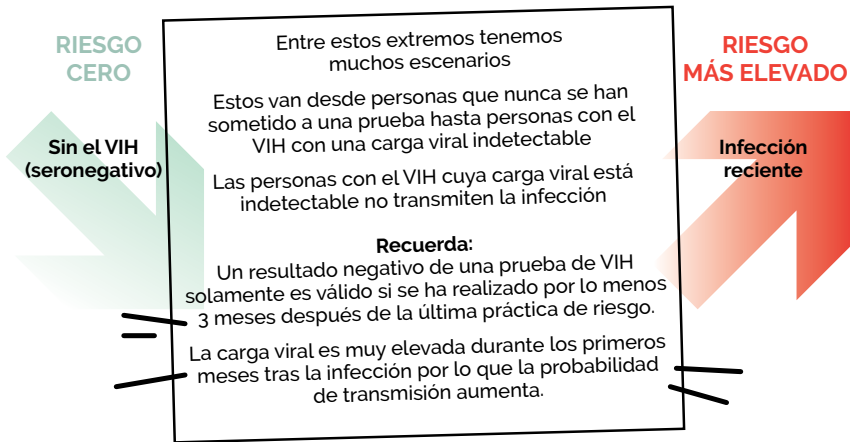 RIESGO
CERO
Sin el VIH
(seronegativo)
Entre estos extremos tenemos
muchos escenarios
Estos van desde personas que nunca se han
sometido a una prueba hasta personas con el
VIH con una carga viral indetectable
Las personas con el VIH cuya carga viral está
indetectable no transmiten la infección
Recuerda:
Un resultado negativo de una prueba de VIH
solamente es válido si se ha realizado por lo menos
3 meses después de la última práctica de riesgo.
La carga viral es muy elevada durante los primeros
meses tras la infección por lo que la probabilidad
de transmisión aumenta.
RIESGO
MÁS ELEVADO
Infección
reciente